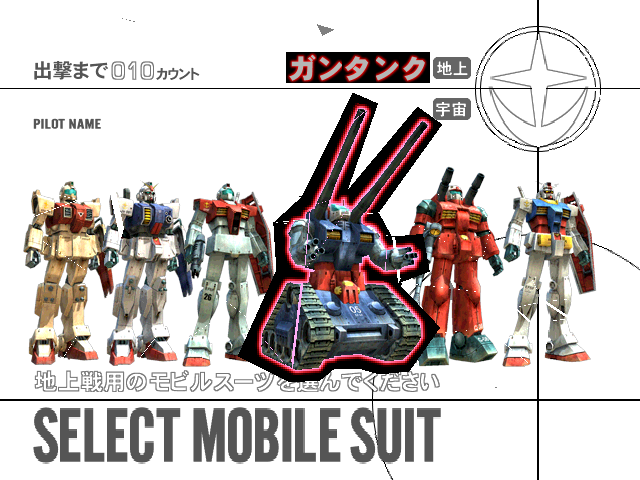 出撃まで010カウント
ガンタンク 地上
宇宙
PILOT NAME
26
地上戦用のモビルスーツを選んでください
SELECT MOBILE SUIT